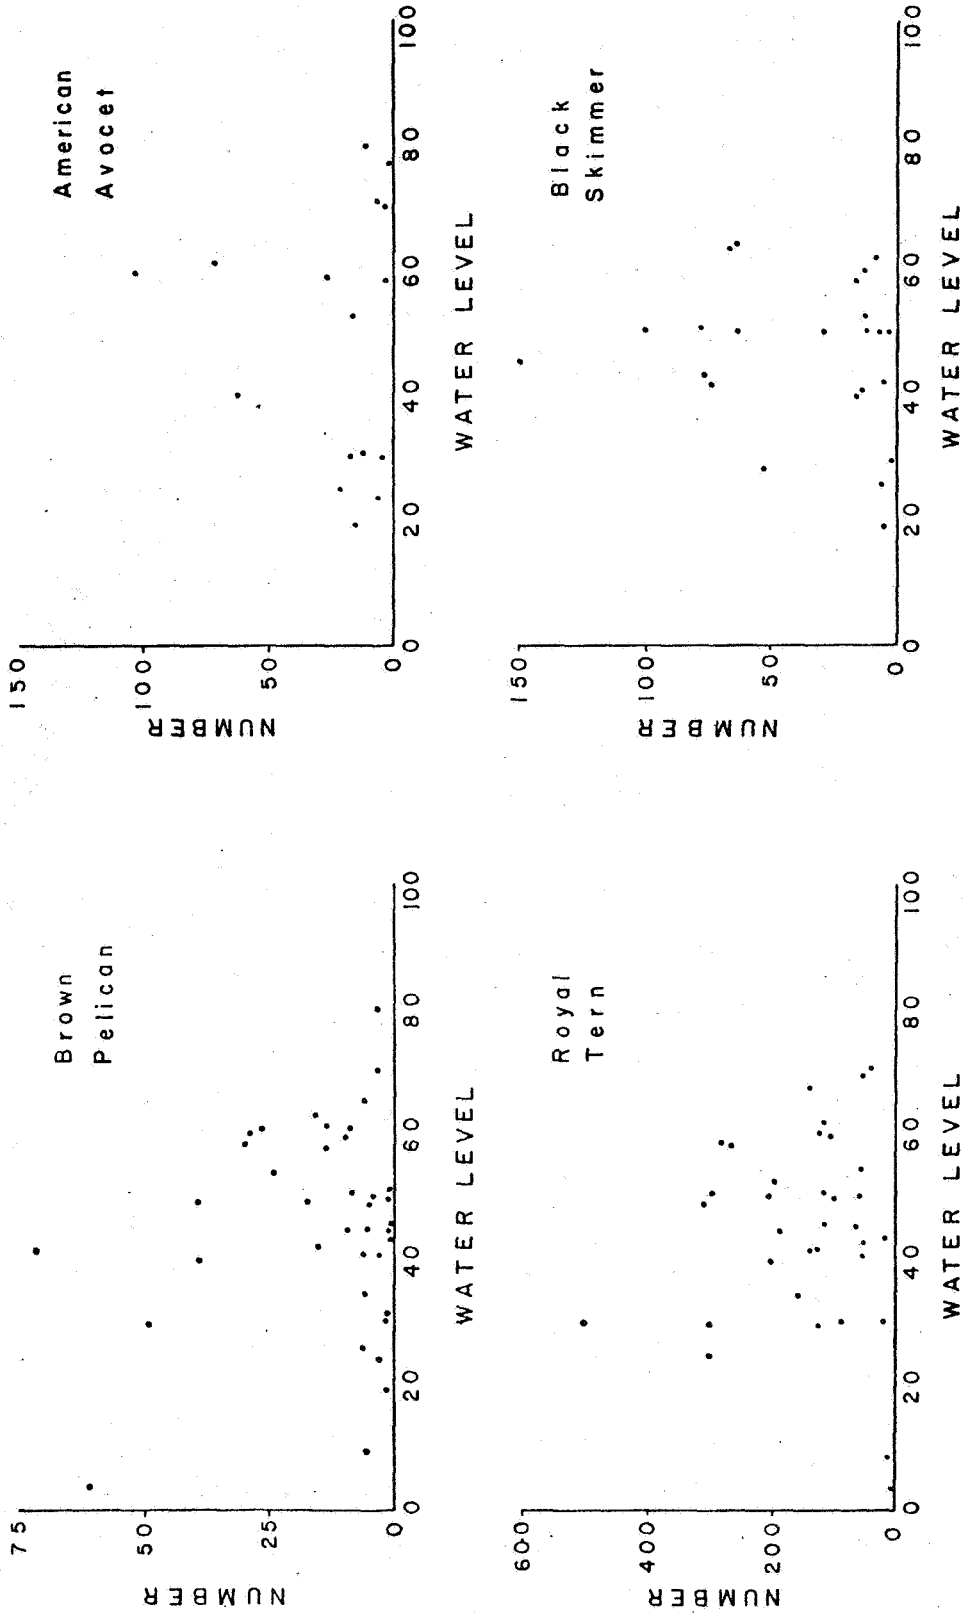 Brown
Pelican
NUMBER
75
50
25
0
0
20
40
60
80
100
WATER LEVEL
American
Avocet
NUMBER
150
100
50
0
0
20
40
60
80
100
WATER LEVEL
Royal
Tern
NUMBER
600
400
200
0
0
20
40
60
80
100
WATER LEVEL
Black
Skimmer
NUMBER
150
100
50
0
0
20
40
60
80
100
WATER LEVEL